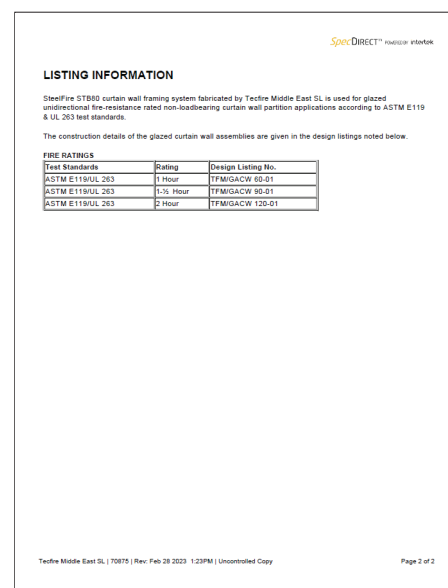 SpecDIRECT™ POWERED BY intertek
LISTING INFORMATION
SteelFire STB80 curtain wall framing system fabricated by Tecfire Middle East SL is used for glazed
unidirectional fire-resistance rated non-loadbearing curtain wall partition applications according to ASTM E119
& UL 263 test standards.
The construction details of the glazed curtain wall assemblies are given in the design listings noted below.
FIRE RATINGS
Test Standards Rating Design Listing No.
ASTM E119/UL 263 1 Hour TFM/GACW 60-01
ASTM E119/UL 263 1-½ Hour TFM/GACW 90-01
ASTM E119/UL 263 2 Hour TFM/GACW 120-01
Tecfire Middle East SL | 70875 | Rev: Feb 28 2023 1:23PM | Uncontrolled Copy Page 2 of 2